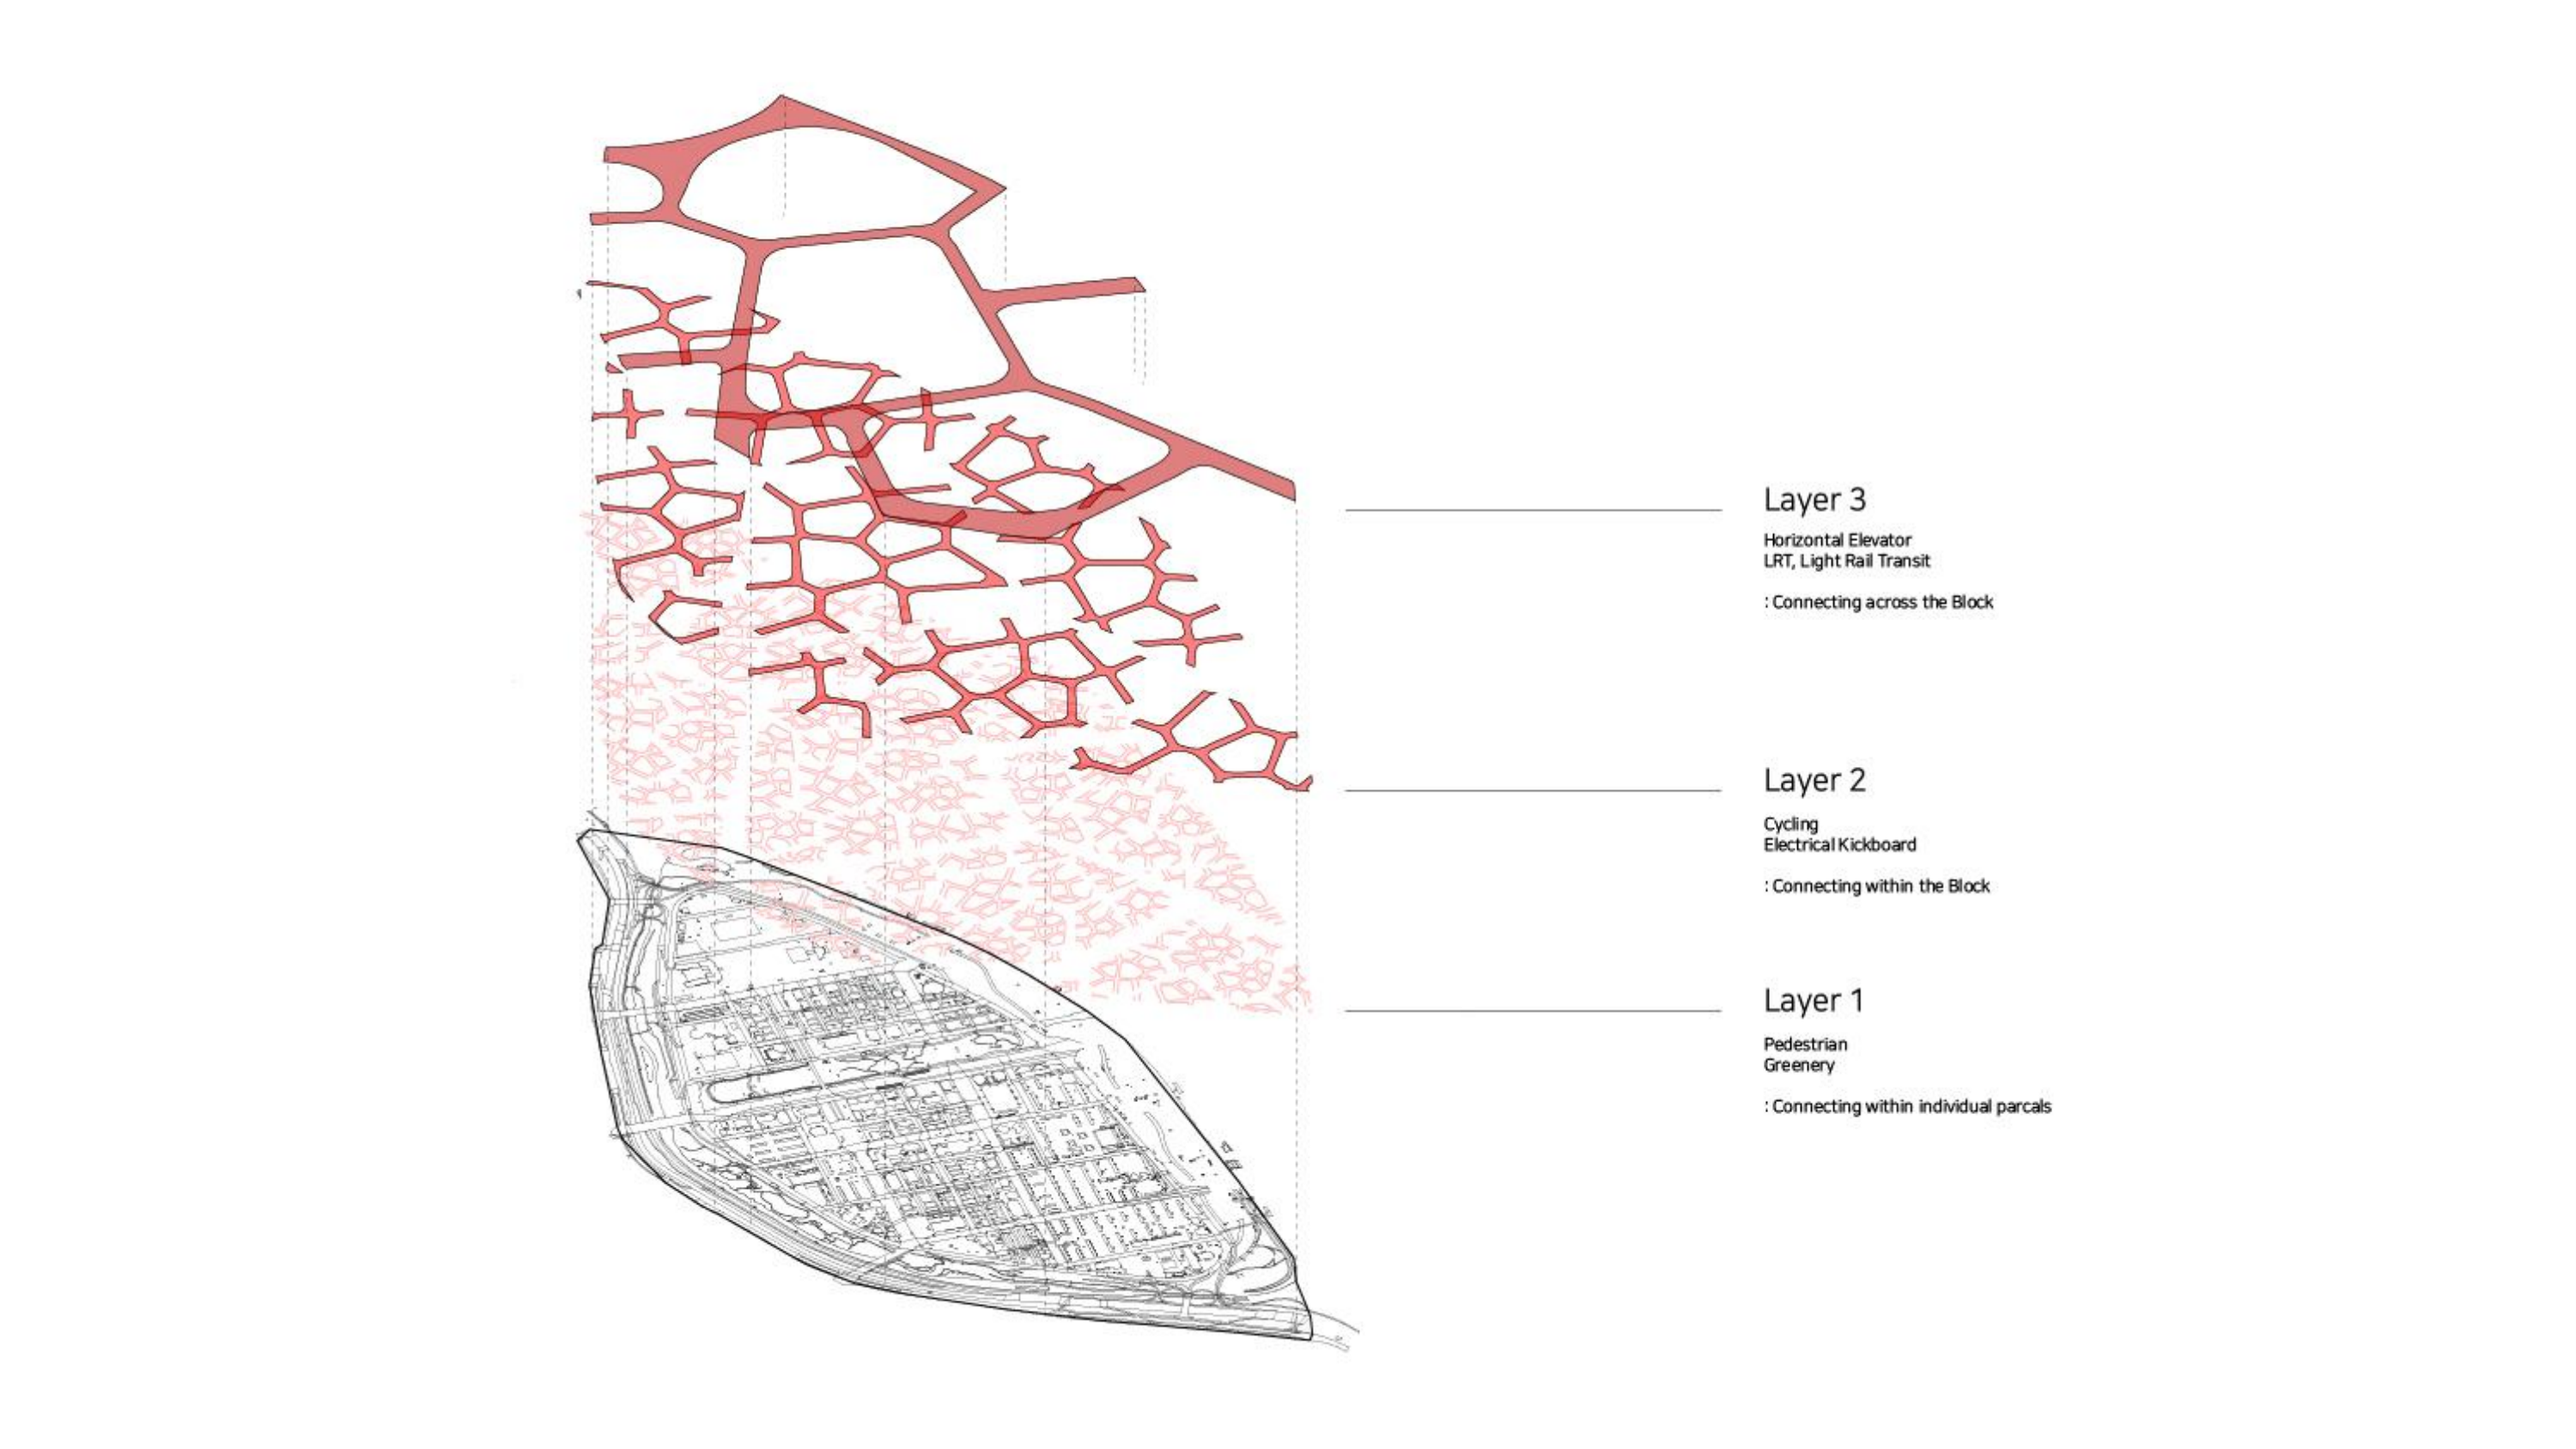 Layer 3
Horizontal Elevator
LRT, Light Rail Transit
: Connecting across the Block
Layer 2
Cycling
Electrical Kickboard
: Connecting within the Block
Layer 1
Pedestrian
Greenery
: Connecting within individual parcals